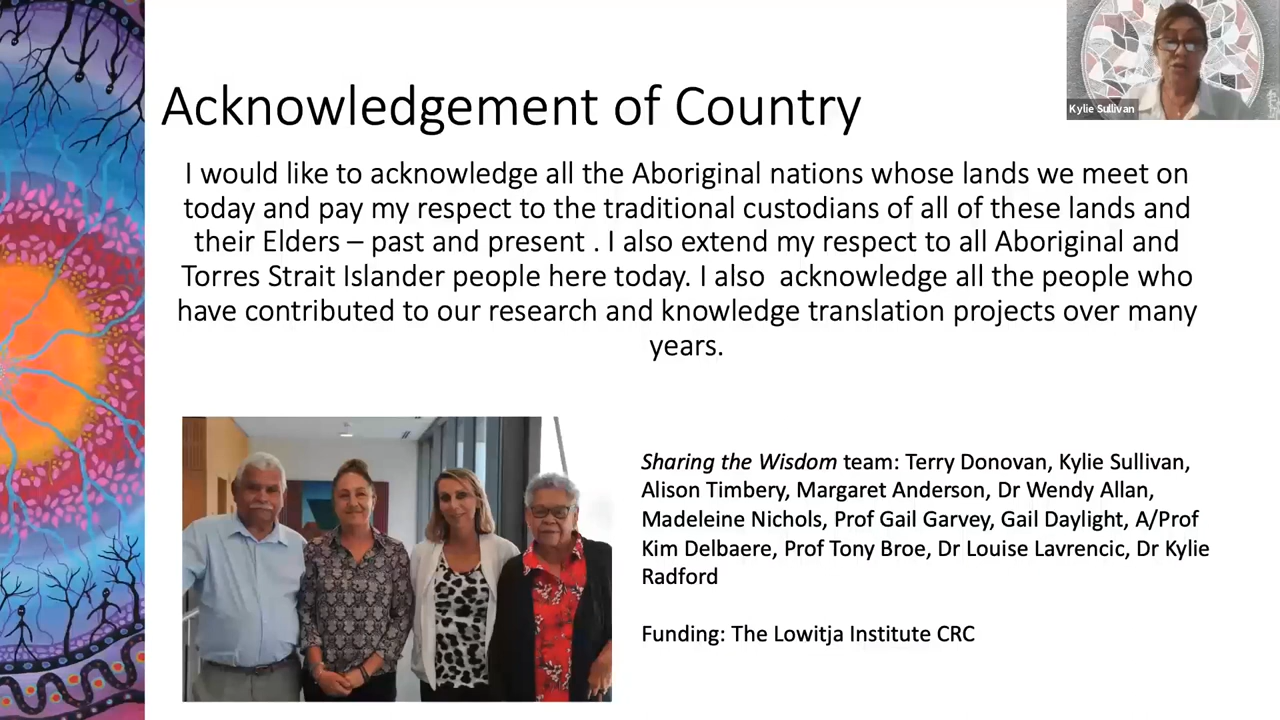 Acknowledgement of Country
Kylie Sullivan
I would like to acknowledge all the Aboriginal nations whose lands we meet on
today and pay my respect to the traditional custodians of all of these lands and
their Elders – past and present . I also extend my respect to all Aboriginal and
Torres Strait Islander people here today. I also  acknowledge all the people who
have contributed to our research and knowledge translation projects over many
years.
Sharing the Wisdom team: Terry Donovan, Kylie Sullivan,
Alison Timbery, Margaret Anderson, Dr Wendy Allan,
Madeleine Nichols, Prof Gail Garvey, Gail Daylight, A/Prof
Kim Delbaere, Prof Tony Broe, Dr Louise Lavrencic, Dr Kylie
Radford
Funding: The Lowitja Institute CRC